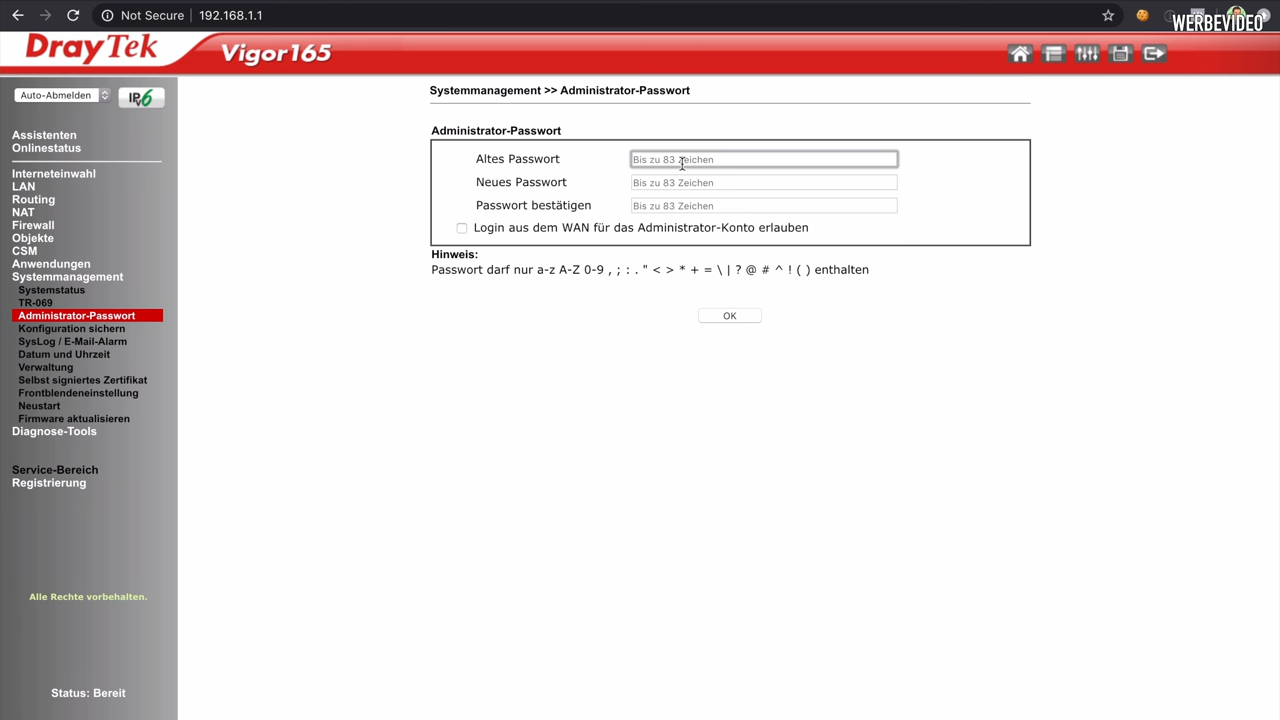 Not Secure | 192.168.1.1
WERBEVIDEO
DrayTek
Vigor165
Auto-Abmelden
IPv6
Assistenten
Onlinestatus
Interneteinwahl
LAN
Routing
NAT
Firewall
Objekte
CSM
Anwendungen
Systemmanagement
Systemstatus
TR-069
Administrator-Passwort
Konfiguration sichern
SysLog / E-Mail-Alarm
Datum und Uhrzeit
Verwaltung
Selbst signiertes Zertifikat
Frontblendeneinstellung
Neustart
Firmware aktualisieren
Diagnose-Tools
Service-Bereich
Registrierung
Alle Rechte vorbehalten.
Status: Bereit
Systemmanagement >> Administrator-Passwort
Administrator-Passwort
Altes Passwort Bis zu 83 Zeichen
Neues Passwort Bis zu 83 Zeichen
Passwort bestätigen Bis zu 83 Zeichen
Login aus dem WAN für das Administrator-Konto erlauben
Hinweis:
Passwort darf nur a-z A-Z 0-9 , ; : . " < > * + = \ | ? @ # ^ ! ( ) enthalten
OK